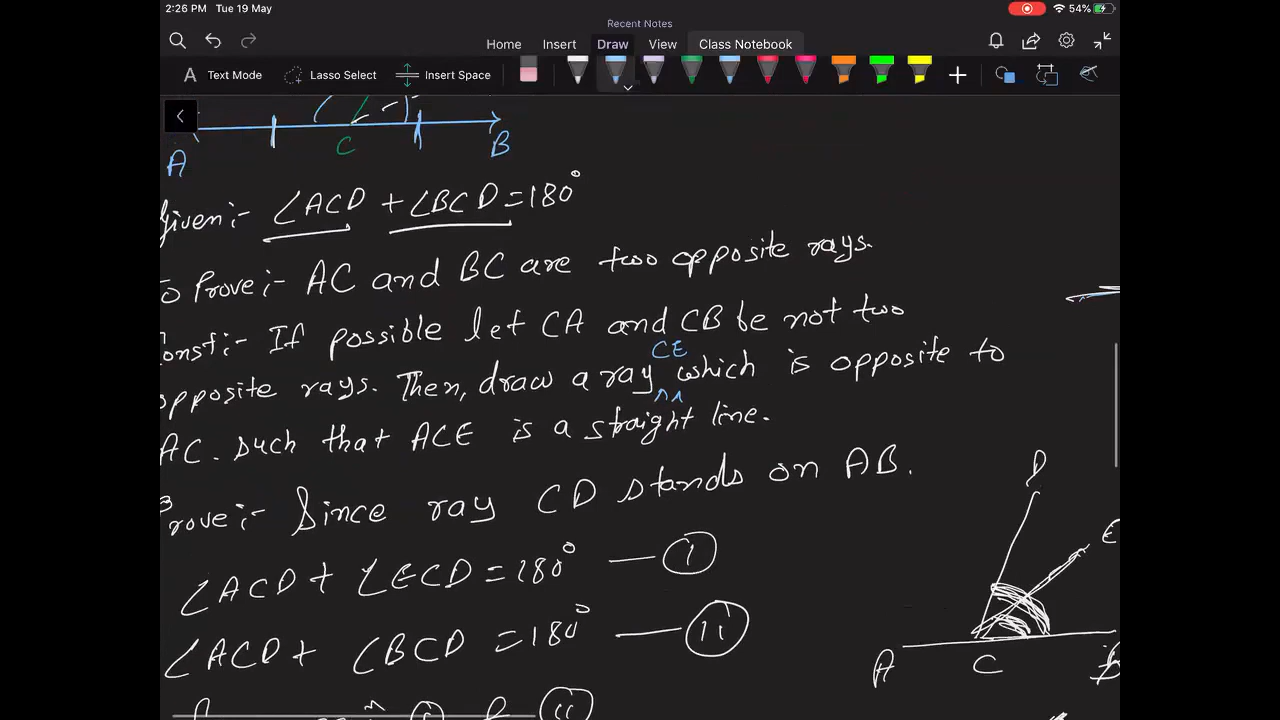 2:26 PM Tue 19 May
54%
Recent Notes
Home Insert Draw View Class Notebook
A Text Mode Lasso Select Insert Space
A C B
Given:- ∠ACD + ∠BCD = 180°
To Prove:- AC and BC are two opposite rays.
Const:- If possible let CA and CB be not two
opposite rays. Then, draw a ray CE which is opposite to
AC. such that ACE is a straight line.
Prove:- Since ray CD stands on AB.
∠ACD + ∠ECD = 180° — I
∠ACD + ∠BCD = 180° — II
D
E
A C B